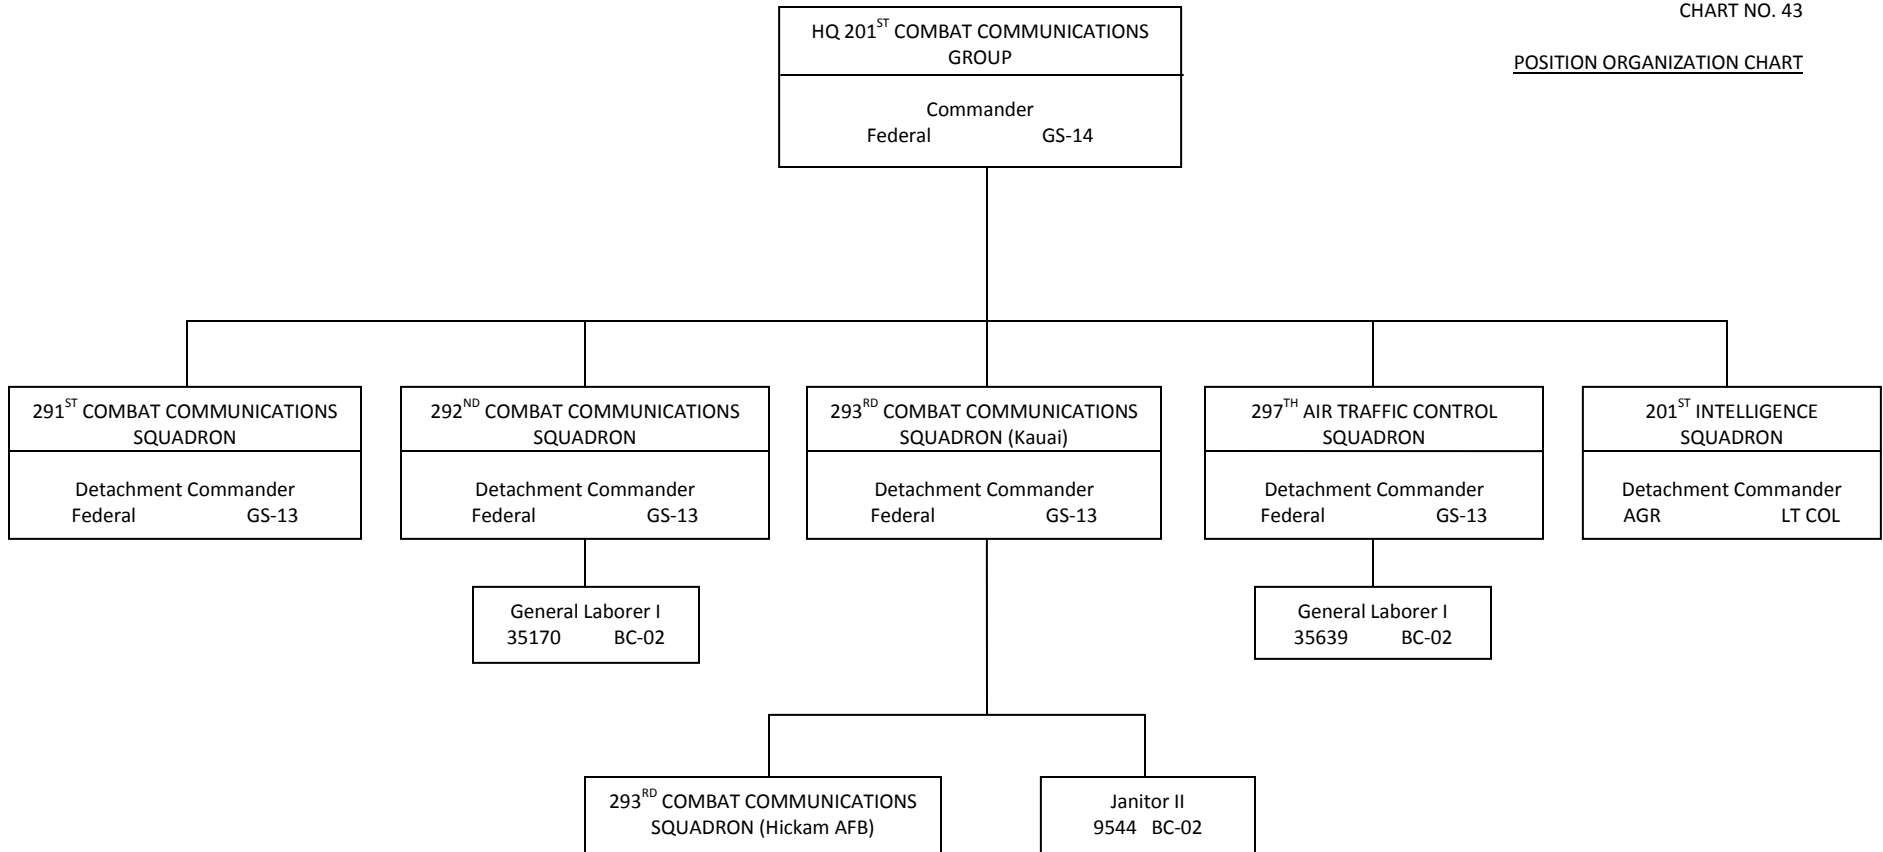 CHART NO. 43
POSITION ORGANIZATION CHART
HQ 201ST COMBAT COMMUNICATIONS
GROUP
Commander
Federal GS-14
291ST COMBAT COMMUNICATIONS
SQUADRON
Detachment Commander
Federal GS-13
292ND COMBAT COMMUNICATIONS
SQUADRON
Detachment Commander
Federal GS-13
293RD COMBAT COMMUNICATIONS
SQUADRON (Kauai)
Detachment Commander
Federal GS-13
297TH AIR TRAFFIC CONTROL
SQUADRON
Detachment Commander
Federal GS-13
201ST INTELLIGENCE
SQUADRON
Detachment Commander
AGR LT COL
General Laborer I
35170 BC-02
General Laborer I
35639 BC-02
293RD COMBAT COMMUNICATIONS
SQUADRON (Hickam AFB)
Janitor II
9544 BC-02